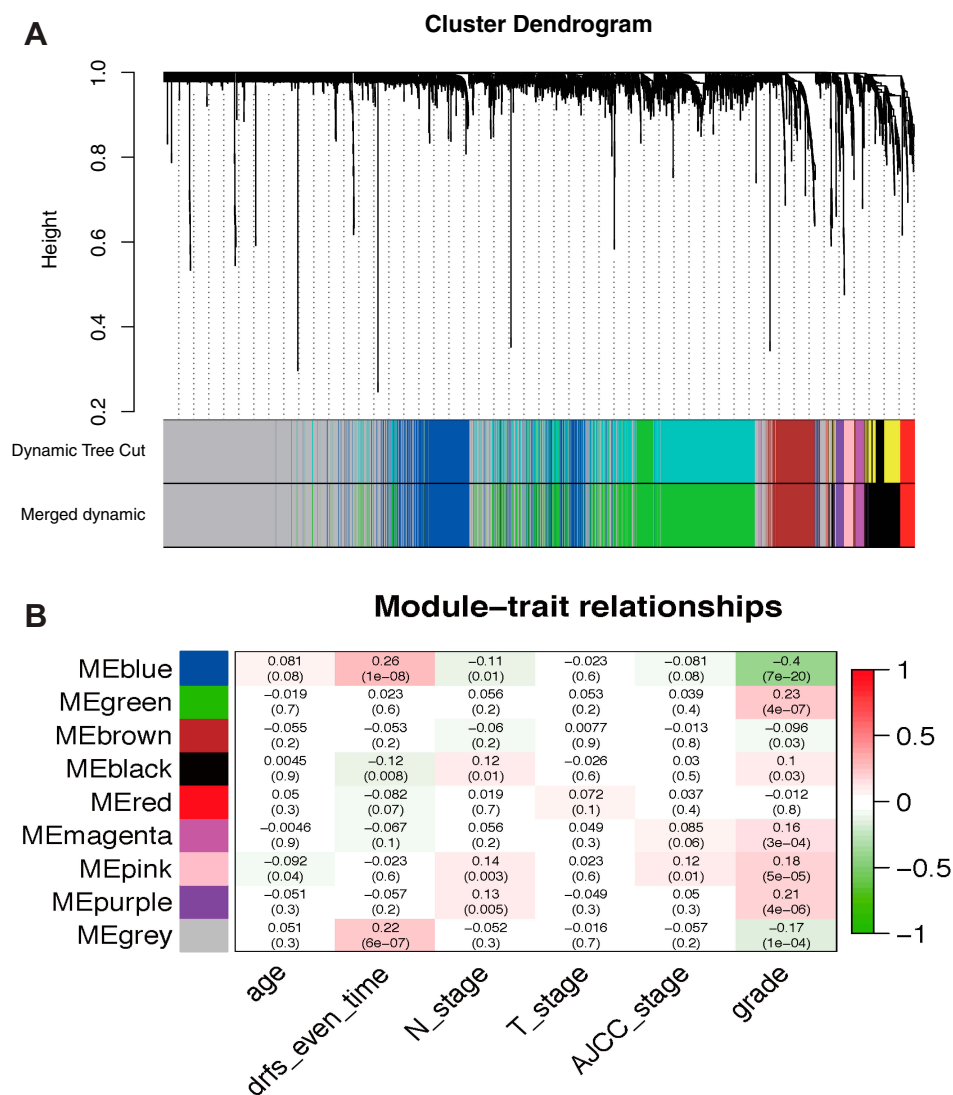 A
Cluster Dendrogram
Height
1.0
0.8
0.6
0.4
0.2
Dynamic Tree Cut
Merged dynamic
B
Module–trait relationships
MEblue 0.081 0.26 −0.11 −0.023 −0.081 −0.4
(0.08) (1e−08) (0.01) (0.6) (0.08) (7e−20)
MEgreen −0.019 0.023 0.056 0.053 0.039 0.23
(0.7) (0.6) (0.2) (0.2) (0.4) (4e−07)
MEbrown −0.055 −0.053 −0.06 0.0077 −0.013 −0.096
(0.2) (0.2) (0.2) (0.9) (0.8) (0.03)
MEblack 0.0045 −0.12 0.12 −0.026 0.03 0.1
(0.9) (0.008) (0.01) (0.6) (0.5) (0.03)
MEred 0.05 −0.082 0.019 0.072 0.037 −0.012
(0.3) (0.07) (0.7) (0.1) (0.4) (0.8)
MEmagenta −0.0046 −0.067 0.056 0.049 0.085 0.16
(0.9) (0.1) (0.2) (0.3) (0.06) (3e−04)
MEpink −0.092 −0.023 0.14 0.023 0.12 0.18
(0.04) (0.6) (0.003) (0.6) (0.01) (5e−05)
MEpurple −0.051 −0.057 0.13 −0.049 0.05 0.21
(0.3) (0.2) (0.005) (0.3) (0.3) (4e−06)
MEgrey 0.051 0.22 −0.052 −0.016 −0.057 −0.17
(0.3) (6e−07) (0.3) (0.7) (0.2) (1e−04)
age drfs_even_time N_stage T_stage AJCC_stage grade
1
0.5
0
−0.5
−1